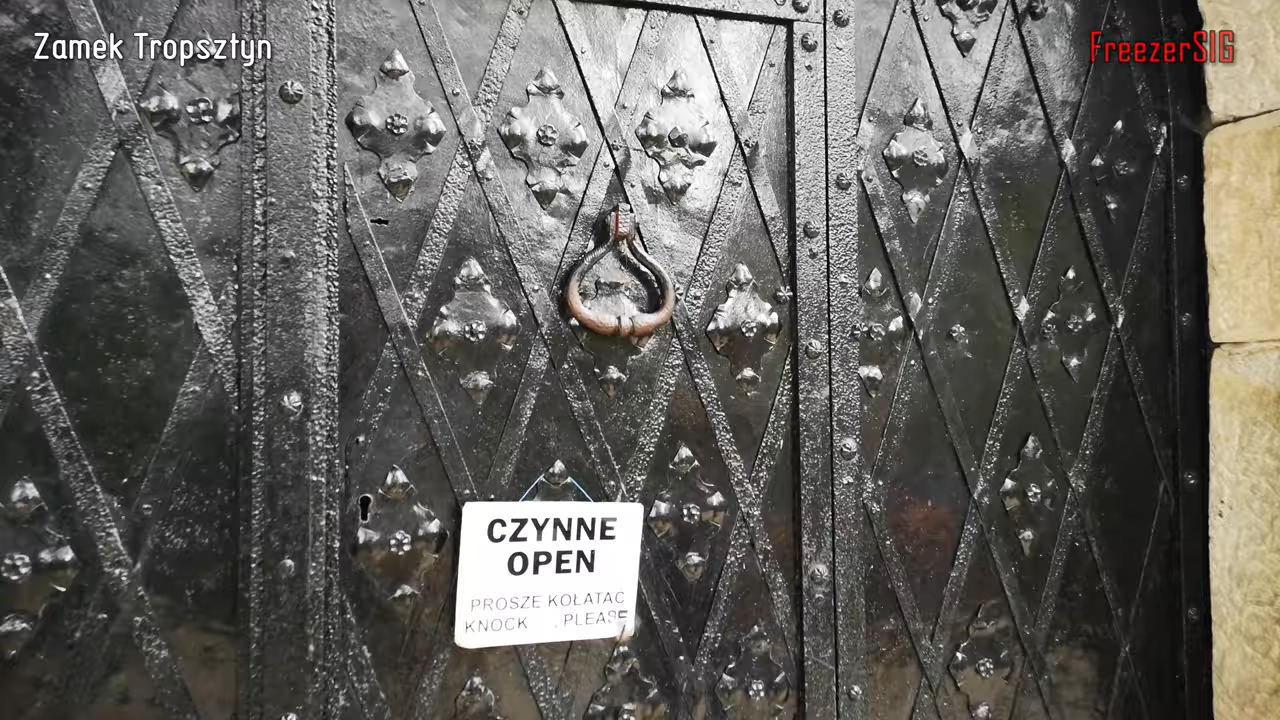 Zamek Tropsztyn
FreezerSIG
CZYNNE
OPEN
PROSZE KOŁATAC
KNOCK . PLEASE